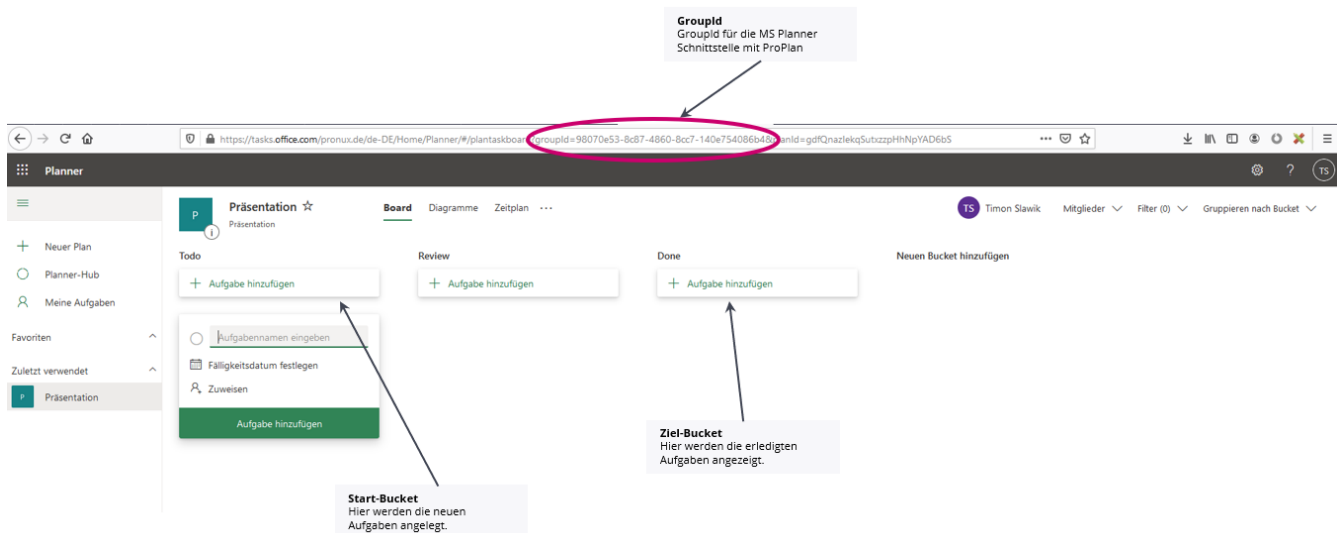 GroupId
GroupId für die MS Planner
Schnittstelle mit ProPlan
https://tasks.office.com/pronux.de/de-DE/Home/Planner/#/plantaskboard?groupId=98070e53-8c87-4860-8cc7-140e754086b48&planId=gdfQnazlekqSutxzzpHhNpYAD6bS
Planner
? TS
P
Präsentation
Präsentation
i
Board Diagramme Zeitplan ···
TS Timon Slawik Mitglieder Filter (0) Gruppieren nach Bucket
Neuer Plan
Planner-Hub
Meine Aufgaben
Favoriten
Zuletzt verwendet
P Präsentation
Todo Review Done Neuen Bucket hinzufügen
+ Aufgabe hinzufügen + Aufgabe hinzufügen + Aufgabe hinzufügen
Aufgabennamen eingeben
Fälligkeitsdatum festlegen
Zuweisen
Aufgabe hinzufügen
Ziel-Bucket
Hier werden die erledigten
Aufgaben angezeigt.
Start-Bucket
Hier werden die neuen
Aufgaben angelegt.